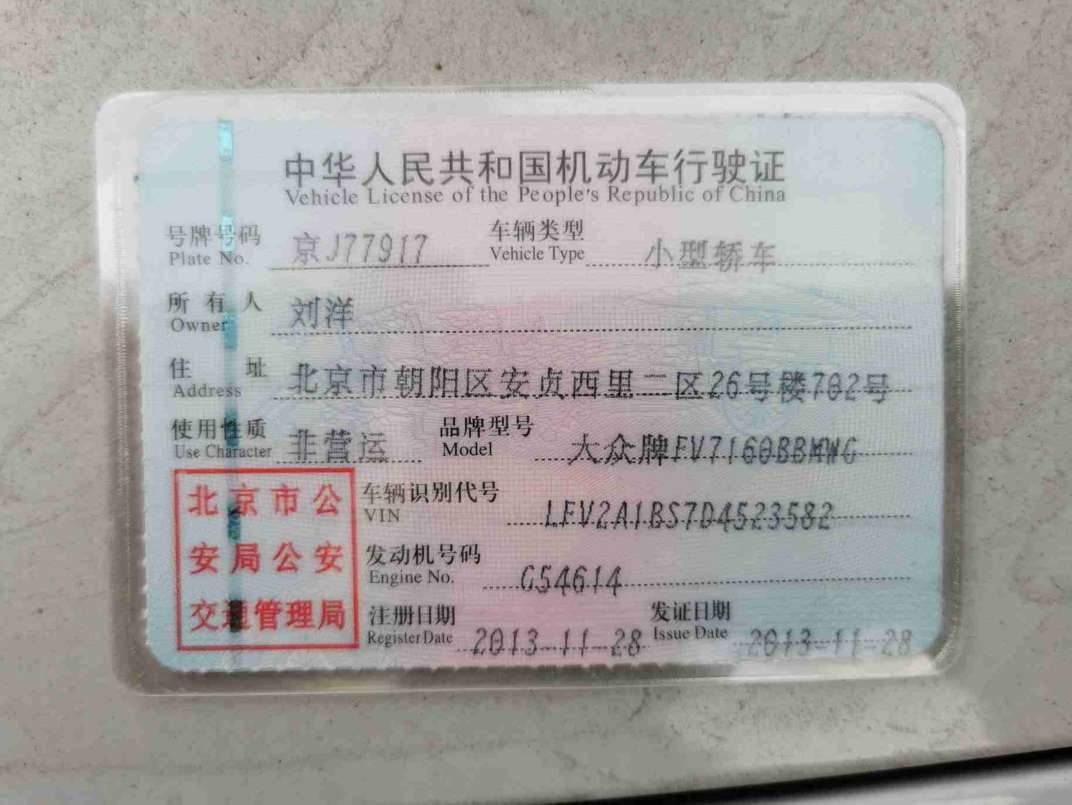 中华人民共和国机动车行驶证
Vehicle License of the People's Republic of China
号牌号码 京J77917 车辆类型 小型轿车
Plate No. Vehicle Type
所有人 刘洋
Owner
住址 北京市朝阳区安贞西里二区26号楼702号
Address
使用性质 非营运 品牌型号 大众牌FV7160BBMWG
Use Character Model
北京市公
安局公安
交通管理局
车辆识别代号 LFV2A1BS7D4523582
VIN
发动机号码 G54614
Engine No.
注册日期 2013-11-28 发证日期 2013-11-28
Register Date Issue Date